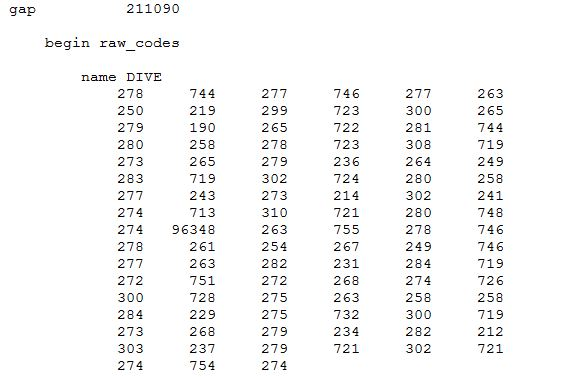 gap 211090
begin raw_codes
name DIVE
278 744 277 746 277 263
250 219 299 723 300 265
279 190 265 722 281 744
280 258 278 723 308 719
273 265 279 236 264 249
283 719 302 724 280 258
277 243 273 214 302 241
274 713 310 721 280 748
274 96348 263 755 278 746
278 261 254 267 249 746
277 263 282 231 284 719
272 751 272 268 274 726
300 728 275 263 258 258
284 229 275 732 300 719
273 268 279 234 282 212
303 237 279 721 302 721
274 754 274